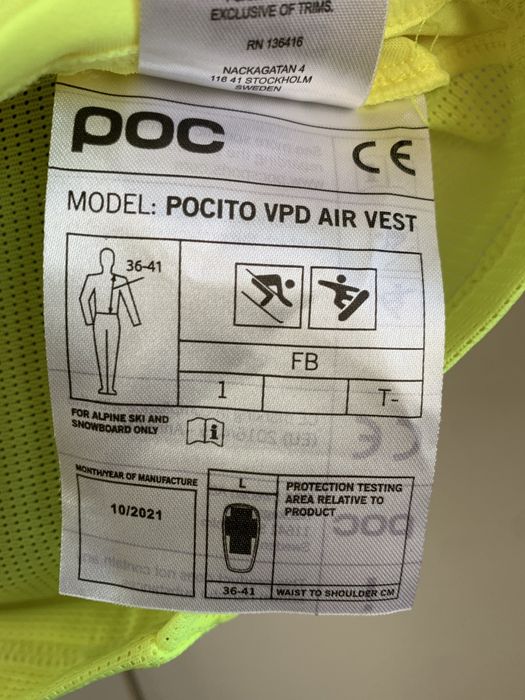 EXCLUSIVE OF TRIMS.
RN 136416
NACKAGATAN 4
116 41 STOCKHOLM
SWEDEN
POC
CE
MODEL: POCITO VPD AIR VEST
36-41
FB
1
T-
FOR ALPINE SKI AND
SNOWBOARD ONLY
i
MONTH/YEAR OF MANUFACTURE
10/2021
L
36-41
PROTECTION TESTING
AREA RELATIVE TO
PRODUCT
WAIST TO SHOULDER CM